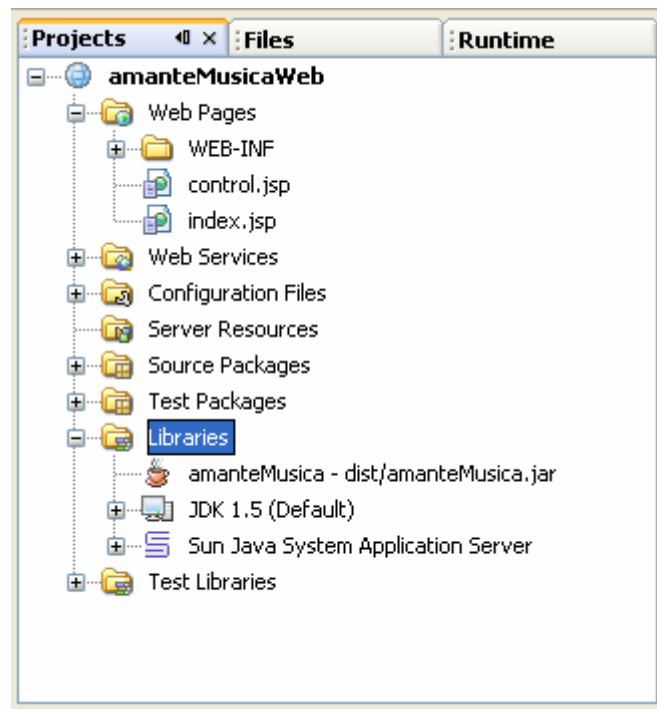 Projects Files Runtime
amanteMusicaWeb
Web Pages
WEB-INF
control.jsp
index.jsp
Web Services
Configuration Files
Server Resources
Source Packages
Test Packages
Libraries
amanteMusica - dist/amanteMusica.jar
JDK 1.5 (Default)
Sun Java System Application Server
Test Libraries